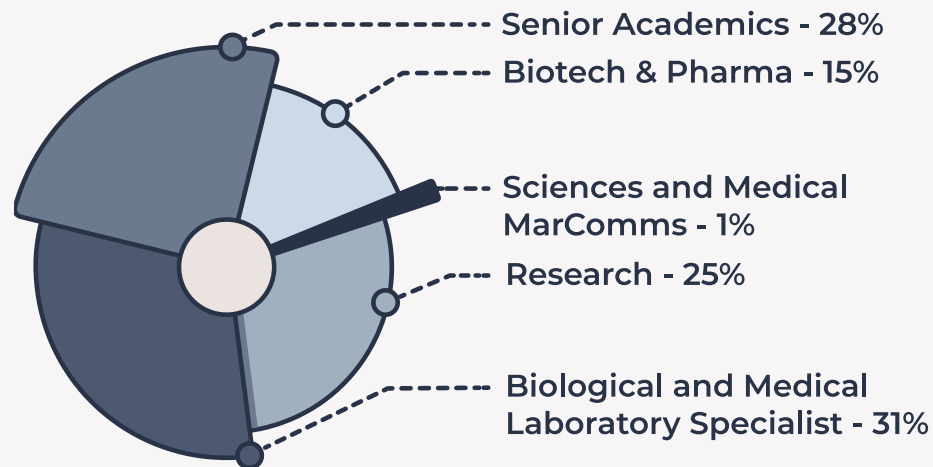 Senior Academics - 28%
Biotech & Pharma - 15%
Sciences and Medical
MarComms - 1%
Research - 25%
Biological and Medical
Laboratory Specialist - 31%